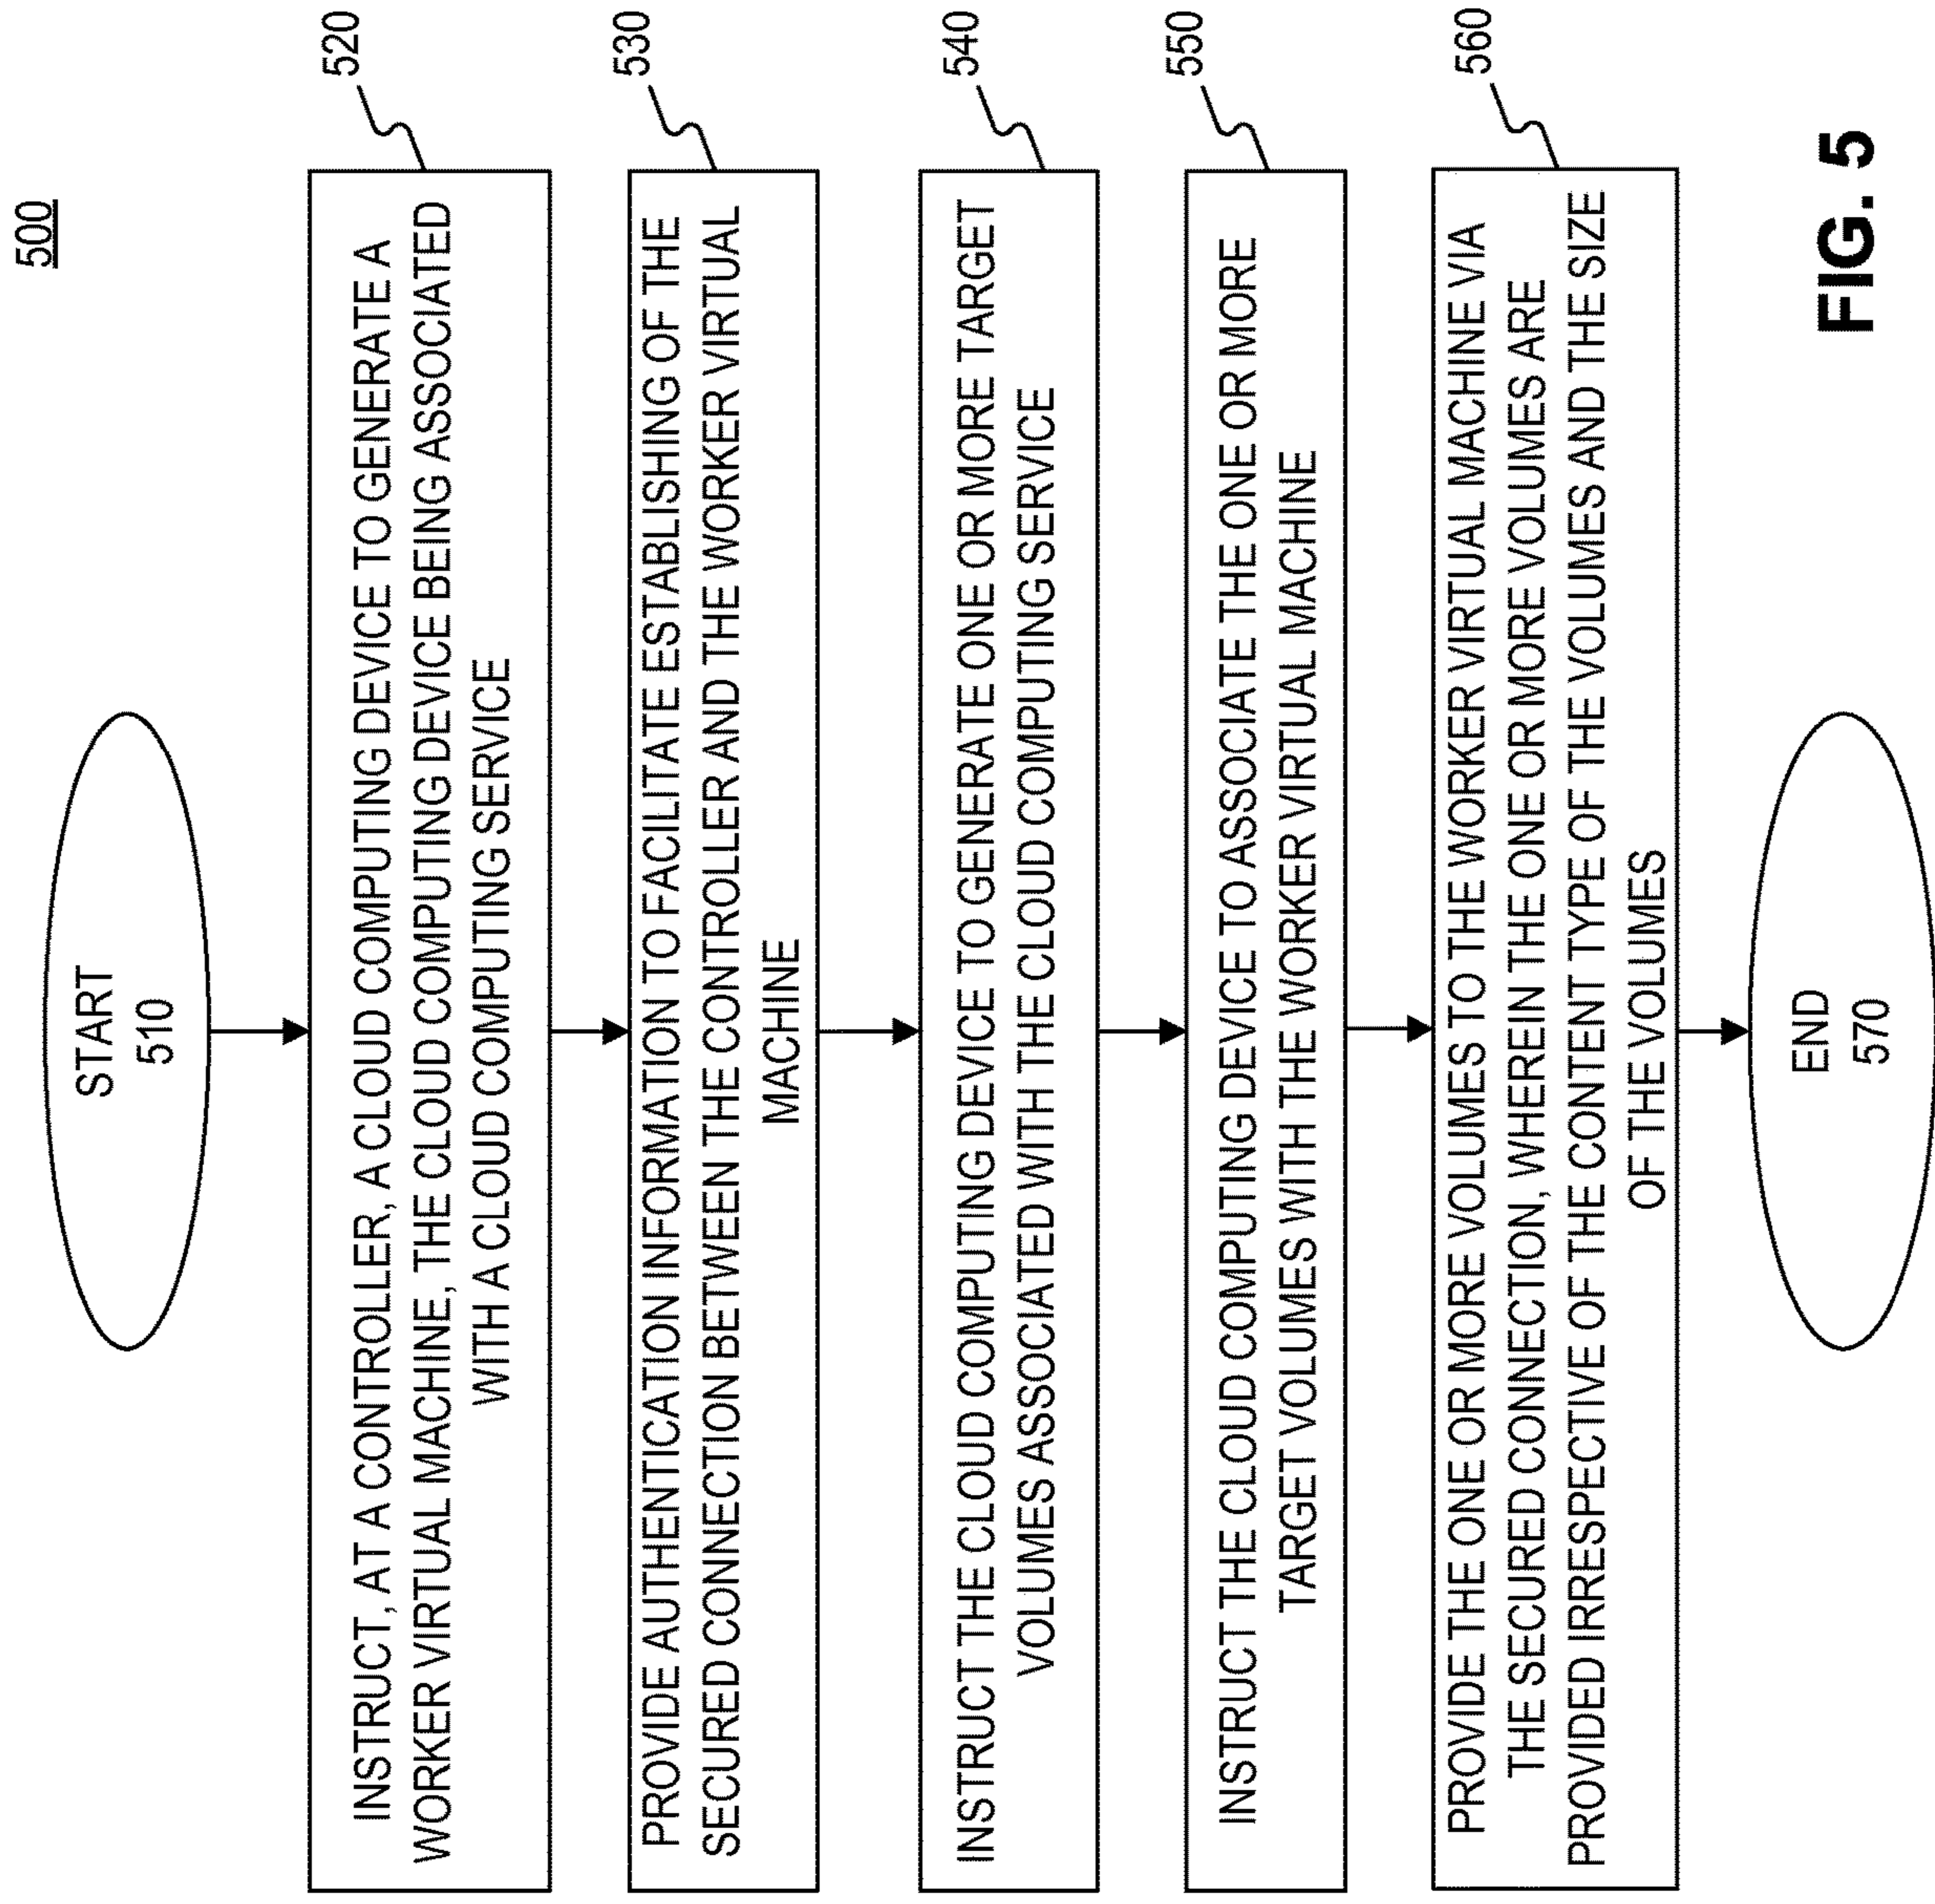 500
START
510
INSTRUCT, AT A CONTROLLER, A CLOUD COMPUTING DEVICE TO GENERATE A
WORKER VIRTUAL MACHINE, THE CLOUD COMPUTING DEVICE BEING ASSOCIATED
WITH A CLOUD COMPUTING SERVICE
520
PROVIDE AUTHENTICATION INFORMATION TO FACILITATE ESTABLISHING OF THE
SECURED CONNECTION BETWEEN THE CONTROLLER AND THE WORKER VIRTUAL
MACHINE
530
INSTRUCT THE CLOUD COMPUTING DEVICE TO GENERATE ONE OR MORE TARGET
VOLUMES ASSOCIATED WITH THE CLOUD COMPUTING SERVICE
540
INSTRUCT THE CLOUD COMPUTING DEVICE TO ASSOCIATE THE ONE OR MORE
TARGET VOLUMES WITH THE WORKER VIRTUAL MACHINE
550
PROVIDE THE ONE OR MORE VOLUMES TO THE WORKER VIRTUAL MACHINE VIA
THE SECURED CONNECTION, WHEREIN THE ONE OR MORE VOLUMES ARE
PROVIDED IRRESPECTIVE OF THE CONTENT TYPE OF THE VOLUMES AND THE SIZE
OF THE VOLUMES
560
END
570
FIG. 5